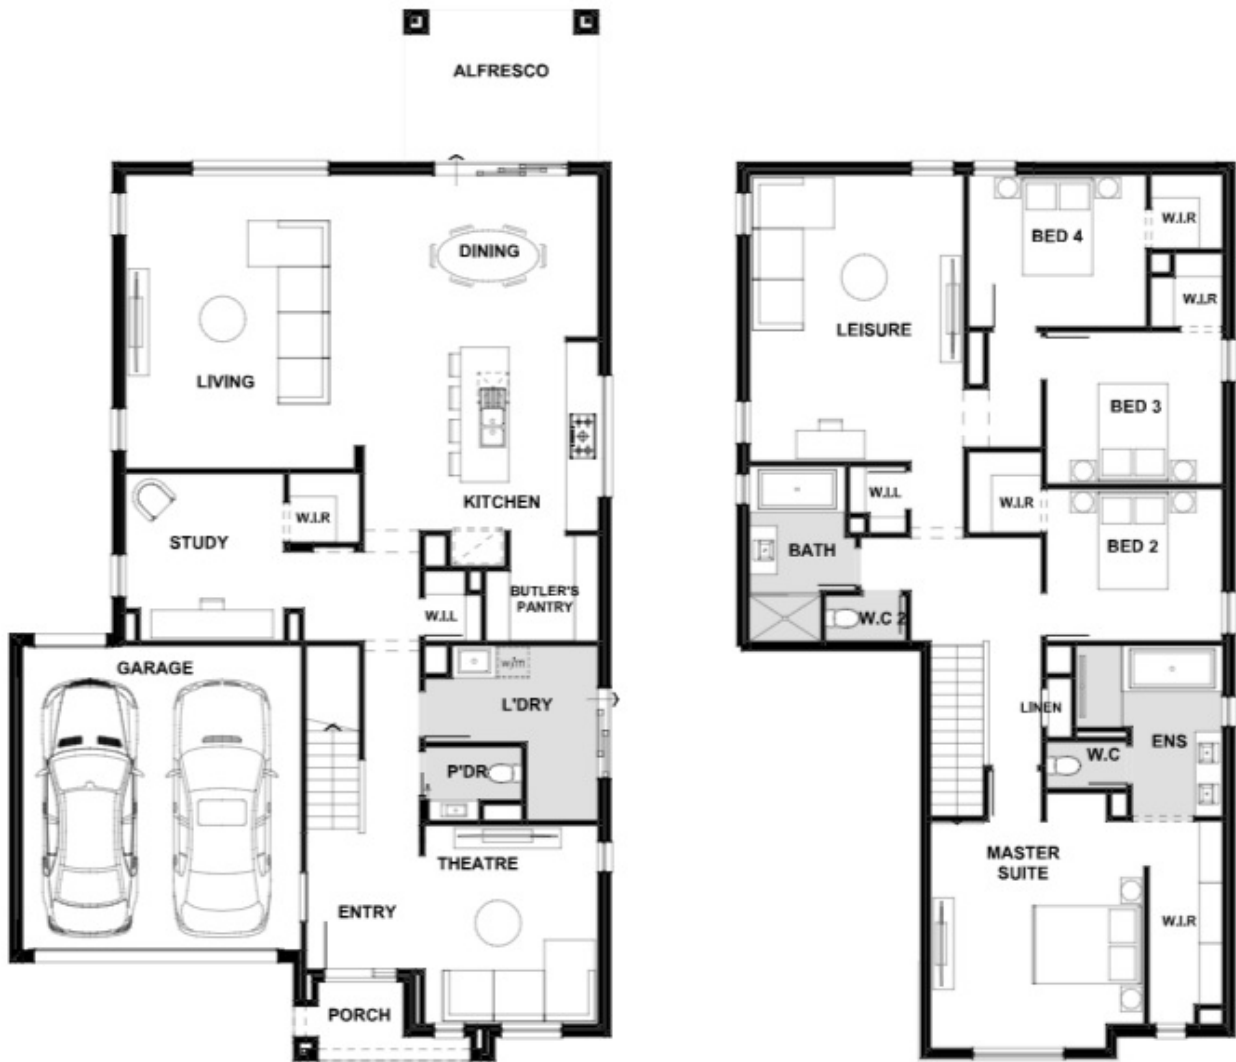 ALFRESCO
DINING
LIVING
KITCHEN
W.I.R
STUDY
BUTLER'S
PANTRY
W.I.L
GARAGE
w/m
L'DRY
P'DR
THEATRE
ENTRY
PORCH
W.I.R
BED 4
W.I.R
LEISURE
BED 3
W.I.L
W.I.R
BATH
BED 2
W.C 2
LINEN
W.C
ENS
MASTER
SUITE
W.I.R